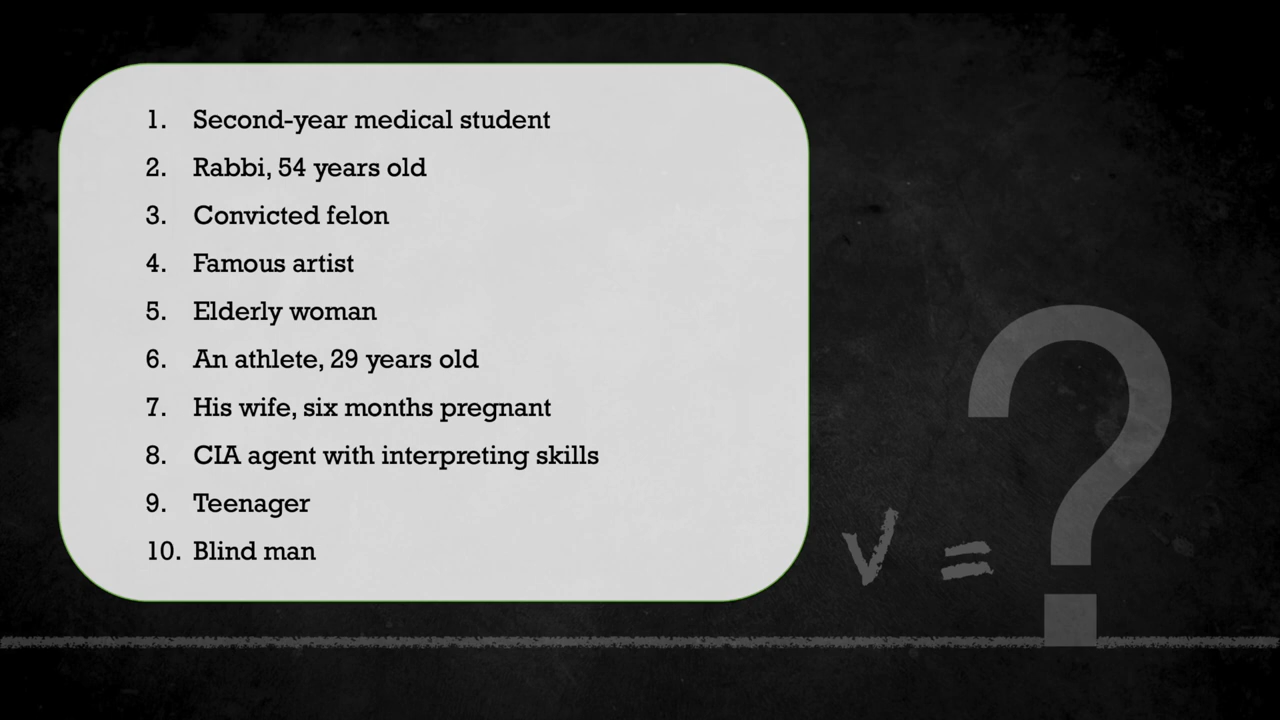 1. Second-year medical student
2. Rabbi, 54 years old
3. Convicted felon
4. Famous artist
5. Elderly woman
6. An athlete, 29 years old
7. His wife, six months pregnant
8. CIA agent with interpreting skills
9. Teenager
10. Blind man
V = ?